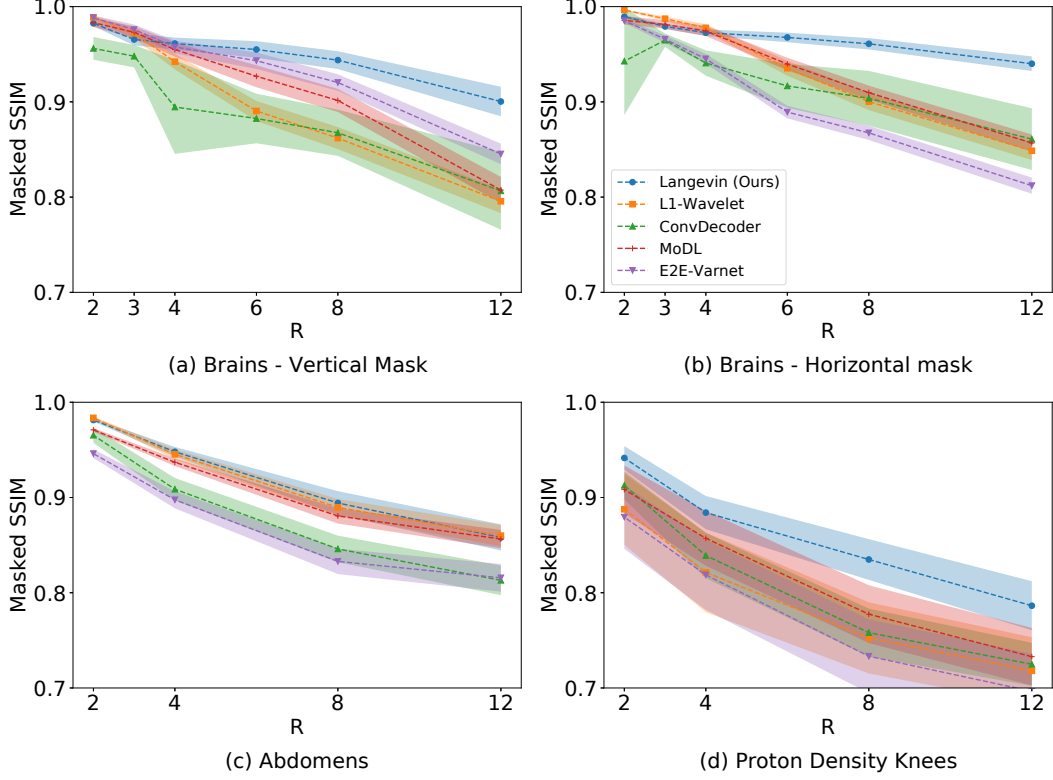 1.0
0.9
0.8
0.7
Masked SSIM
2 3 4 6 8 12
R
(a) Brains - Vertical Mask
1.0
0.9
0.8
0.7
Masked SSIM
Langevin (Ours)
L1-Wavelet
ConvDecoder
MoDL
E2E-Varnet
2 3 4 6 8 12
R
(b) Brains - Horizontal mask
1.0
0.9
0.8
0.7
Masked SSIM
2 4 8 12
R
(c) Abdomens
1.0
0.9
0.8
0.7
Masked SSIM
2 4 8 12
R
(d) Proton Density Knees